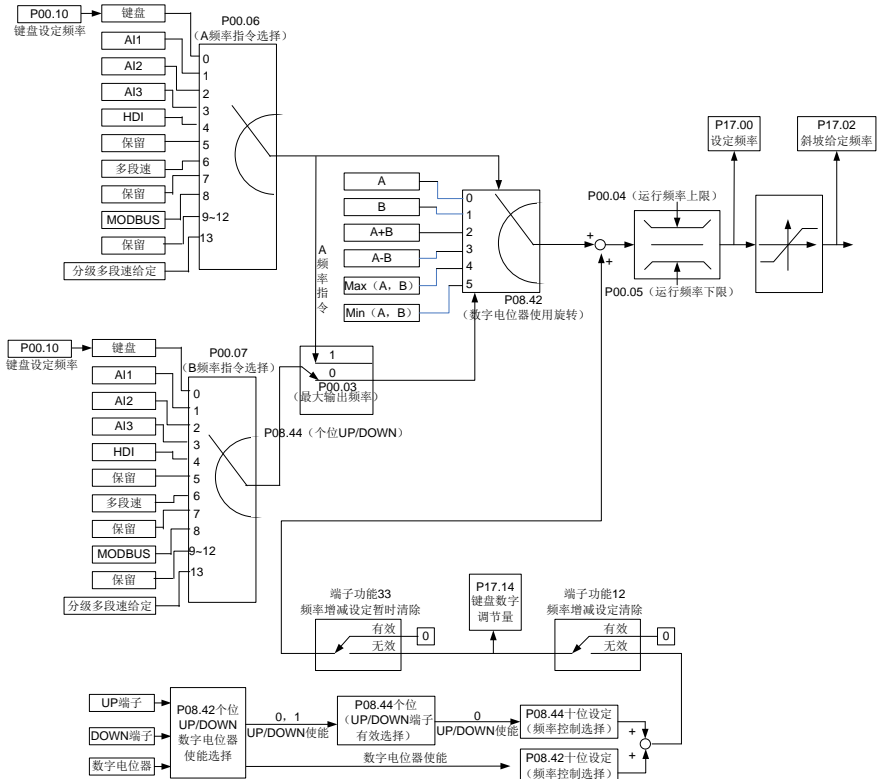 P00.10
键盘设定频率
键盘
AI1
AI2
AI3
HDI
保留
多段速
保留
MODBUS
保留
分级多段速给定
P00.06
（A频率指令选择）
0
1
2
3
4
5
6
7
8
9~12
13
A
频
率
指
令
A
B
A+B
A-B
Max（A，B）
Min（A，B）
0
1
2
3
4
5
P08.42
（数字电位器使用旋转）
+
+
P00.04（运行频率上限）
P00.05（运行频率下限）
P17.00
设定频率
P17.02
斜坡给定频率
P00.10
键盘设定频率
键盘
AI1
AI2
AI3
HDI
保留
多段速
保留
MODBUS
保留
分级多段速给定
P00.07
（B频率指令选择）
0
1
2
3
4
5
6
7
8
9~12
13
1
0
P00.03
（最大输出频率）
P08.44（个位UP/DOWN）
端子功能33
频率增减设定暂时清除
有效
无效
0
P17.14
键盘数字
调节量
端子功能12
频率增减设定清除
有效
无效
0
UP端子
DOWN端子
数字电位器
P08.42个位
UP/DOWN
数字电位器
使能选择
0，1
UP/DOWN使能
P08.44个位
（UP/DOWN端子
有效选择）
0
UP/DOWN使能
P08.44十位设定
（频率控制选择）
数字电位器使能
P08.42十位设定
（频率控制选择）
+
+